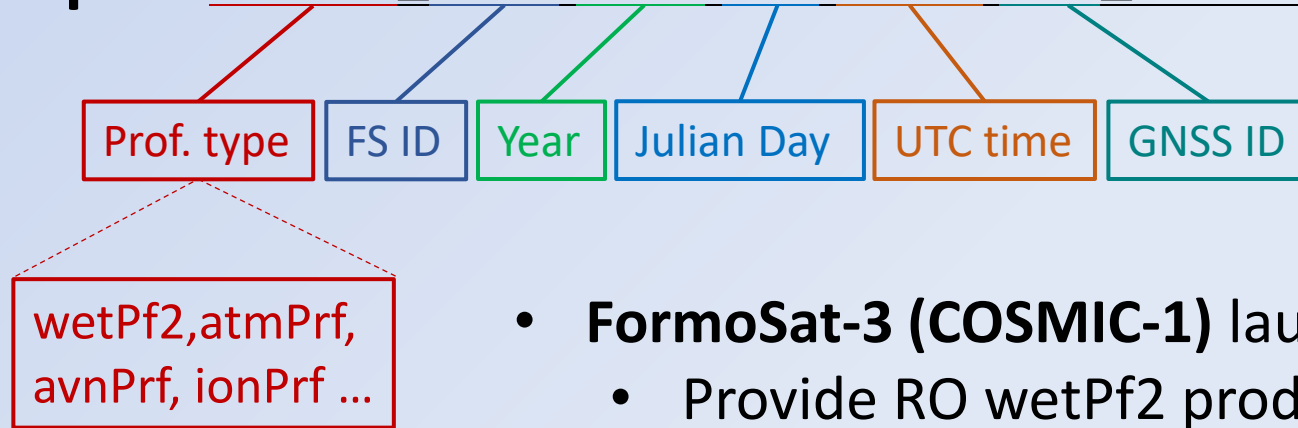 Prof. type FS ID Year Julian Day UTC time GNSS ID
wetPf2,atmPrf,
avnPrf, ionPrf ...
• FormoSat-3 (COSMIC-1) lau
• Provide RO wetPf2 prod